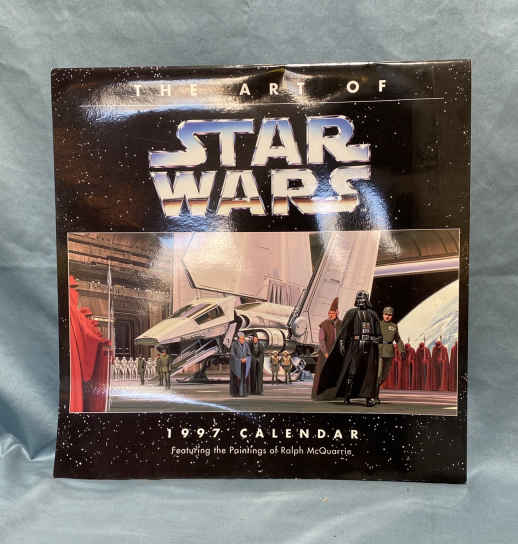 THE ART OF
STAR
WARS
1997 CALENDAR
Featuring the Paintings of Ralph McQuarrie